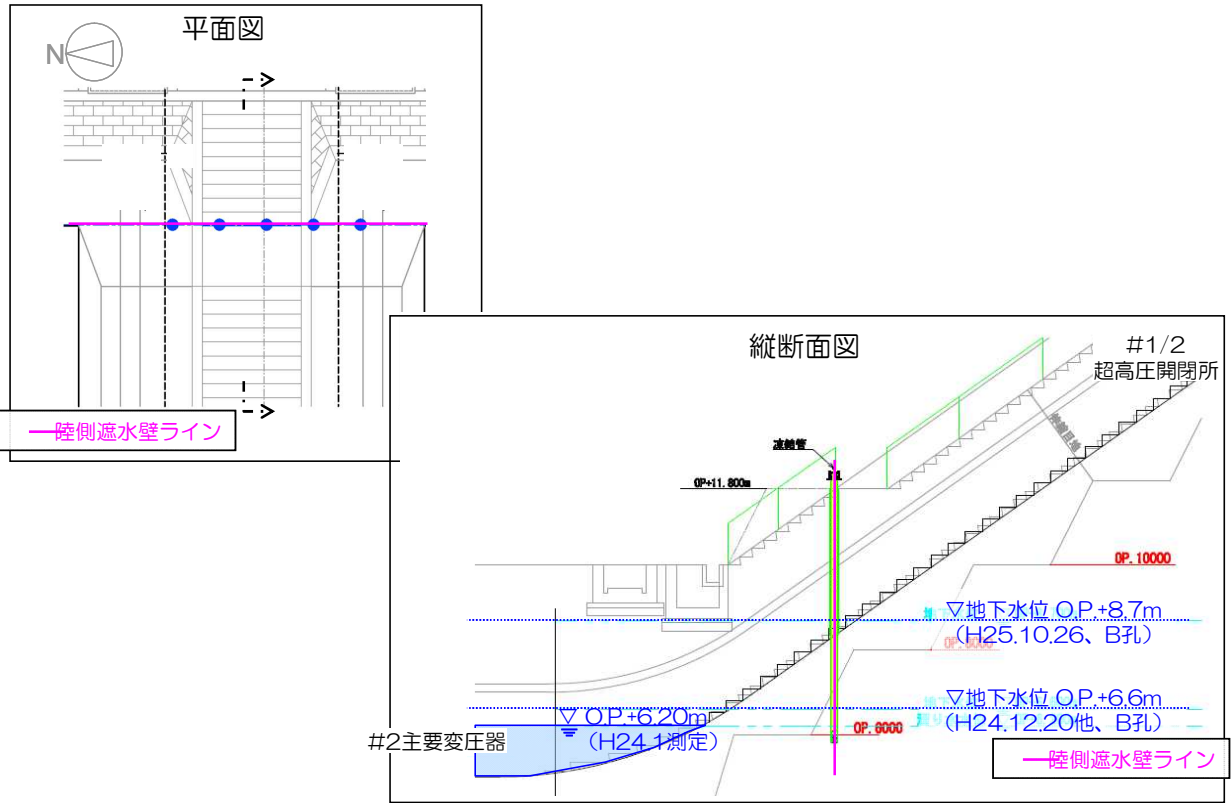 平面図
N
陸側遮水壁ライン
縦断面図
#1/2
超高圧開閉所
伸縮目地
凍結管
OP+11.800m
OP.10000
▽地下水位 O.P.+8.7m
(H25.10.26、B孔)
▽地下水位 O.P.+6.6m
(H24.12.20他、B孔)
▽ O.P.+6.20m
(H24.1測定)
OP.6000
#2主要変圧器
陸側遮水壁ライン